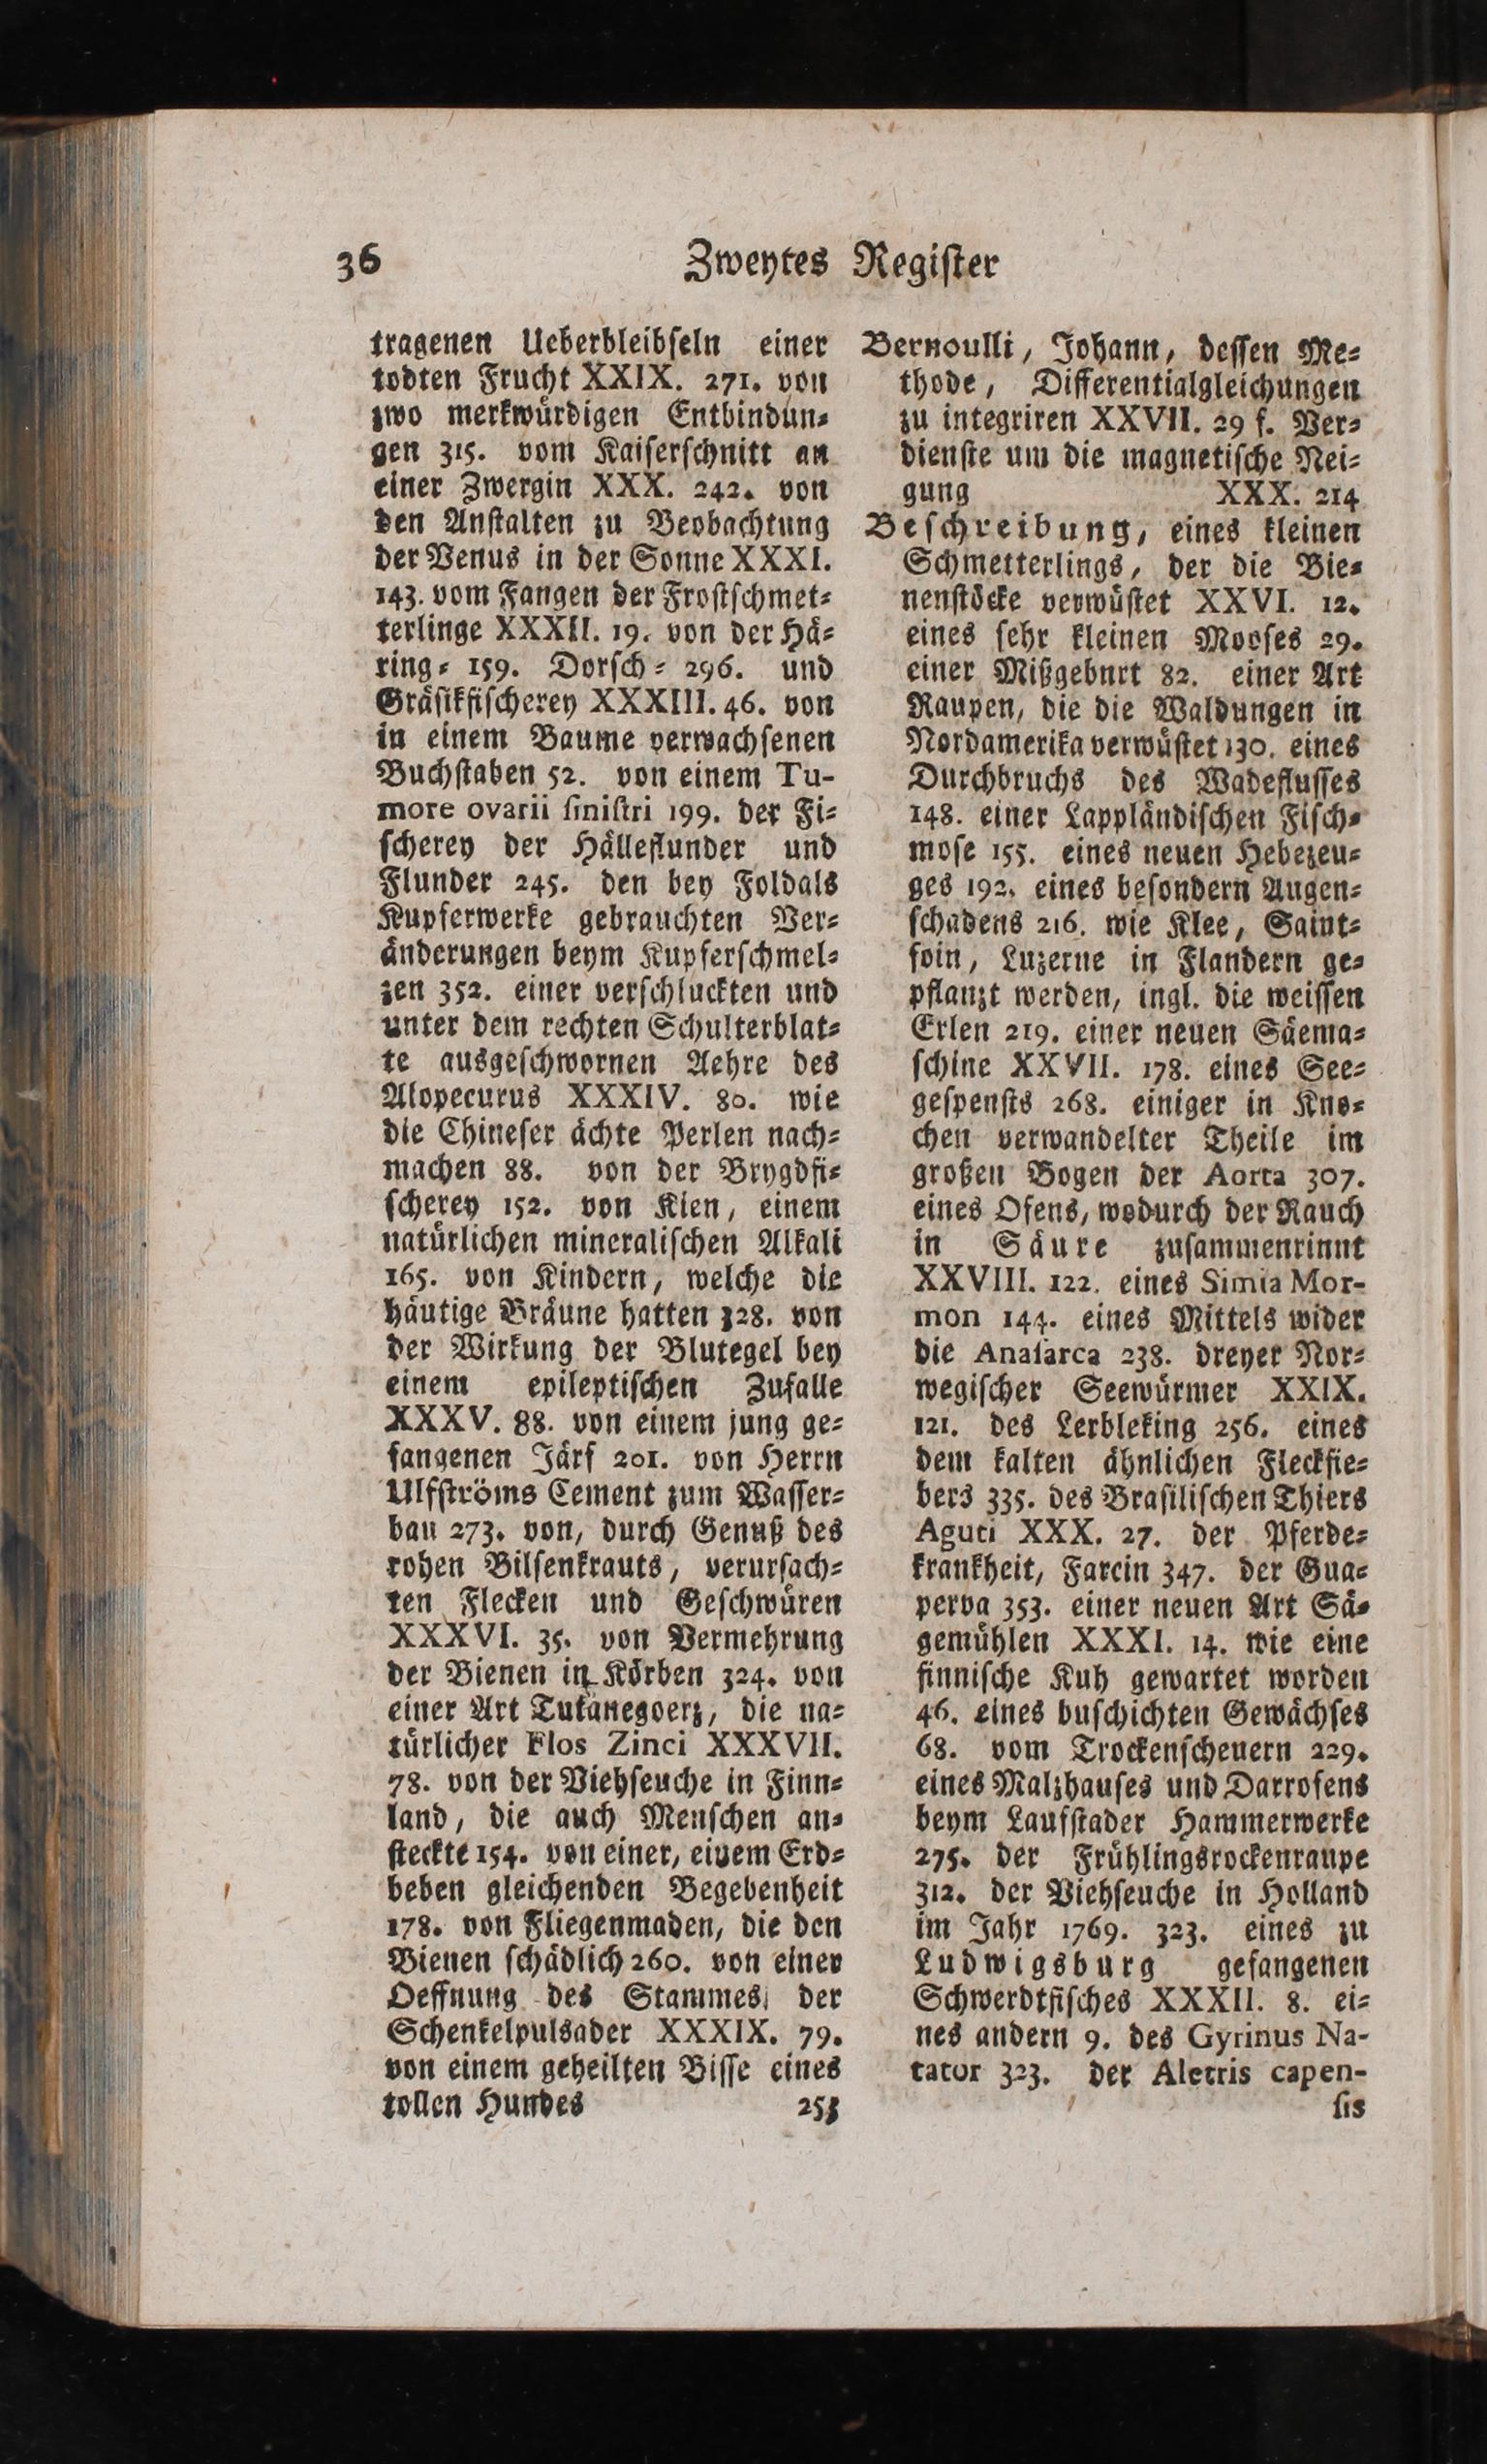 36 Zweytes Regiſter
tragenen Ueberbleibſeln einer
todten Frucht XXIX. 271. von
zwo merkwürdigen Entbindun⸗
gen 315. vom Kaiſerſchnitt an
einer Zwergin XXX. 242. von
den Anſtalten zu Beobachtung
der Venus in der Sonne XXXI.
143. vom Fangen der Froſtſchmet⸗
terlinge XXXII. 19. von der Hä⸗
ring⸗ 159. Dorſch⸗ 296. und
Gräſikfiſcherey XXXIII. 46. von
in einem Baume verwachſenen
Buchſtaben 52. von einem Tu-
more ovarii ſiniſtri 199. der Fi⸗
ſcherey der Hälleflunder und
Flunder 245. den bey Foldals
Kupferwerke gebrauchten Ver⸗
änderungen beym Kupferſchmel⸗
zen 352. einer verſchluckten und
unter dem rechten Schulterblat⸗
te ausgeſchwornen Aehre des
Alopecurus XXXIV. 80. wie
die Chineſer ächte Perlen nach⸗
machen 88. von der Brygdfi⸗
ſcherey 152. von Kien, einem
natürlichen mineraliſchen Alkali
165. von Kindern, welche die
häutige Bräune hatten 328. von
der Wirkung der Blutegel bey
einem epileptiſchen Zufalle
XXXV. 88. von einem jung ge⸗
fangenen Järf 201. von Herrn
Ulfſtröms Cement zum Waſſer⸗
bau 273. von, durch Genuß des
rohen Bilſenkrauts, verurſach⸗
ten Flecken und Geſchwüren
XXXVI. 35. von Vermehrung
der Bienen in Körben 324. von
einer Art Tutanegoerz, die na⸗
türlicher Flos Zinci XXXVII.
78. von der Viehſeuche in Finn⸗
land, die auch Menſchen an⸗
ſteckte 154. von einer, einem Erd⸗
beben gleichenden Begebenheit
178. von Fliegenmaden, die den
Bienen ſchädlich 260. von einer
Oeffnung des Stammes der
Schenkelpulsader XXXIX. 79.
von einem geheilten Biſſe eines
tollen Hundes
Bernoulli, Johann, deſſen Me⸗
thode, Differentialgleichungen
zu integriren XXVII. 29 f. Ver⸗
dienſte um die magnetiſche Nei⸗
gung XXX. 214
Beſchreibung, eines kleinen
Schmetterlings, der die Bie⸗
nenſtöcke verwüſtet XXVI. 12.
eines ſehr kleinen Mooſes 29.
einer Mißgeburt 82. einer Art
Raupen, die die Waldungen in
Nordamerika verwüſtet 130. eines
Durchbruchs des Wadefluſſes
148. einer Lappländiſchen Fiſch⸗
moſe 155. eines neuen Hebezeu⸗
ges 192. eines beſondern Augen⸗
ſchadens 216. wie Klee, Saint⸗
foin, Luzerne in Flandern ge⸗
pflanzt werden, ingl. die weiſſen
Erlen 219. einer neuen Säema⸗
ſchine XXVII. 178. eines See⸗
geſpenſts 268. einiger in Kno⸗
chen verwandelter Theile im
großen Bogen der Aorta 307.
eines Ofens, wodurch der Rauch
in Säure zuſammenrinnt
XXVIII. 122. eines Simia Mor-
mon 144. eines Mittels wider
die Anaſarca 238. dreyer Nor⸗
wegiſcher Seewürmer XXIX.
121. des Lerbleking 256. eines
dem kalten ähnlichen Fleckfie⸗
bers 335. des Braſiliſchen Thiers
Aguti XXX. 27. der Pferde⸗
krankheit, Farcin 347. der Gua⸗
perva 353. einer neuen Art Sä⸗
gemühlen XXXI. 14. wie eine
finniſche Kuh gewartet worden
46. eines buſchichten Gewächſes
68. vom Trockenſcheuern 229.
eines Malzhauſes und Darrofens
beym Laufſtader Hammerwerke
275. der Frühlingsrockenraupe
312. der Viehſeuche in Holland
im Jahr 1769. 323. eines zu
Ludwigsburg gefangenen
Schwerdtfiſches XXXII. 8. ei⸗
nes andern 9. des Gyrinus Na-
tator 323. der Aletris capen-
ſis